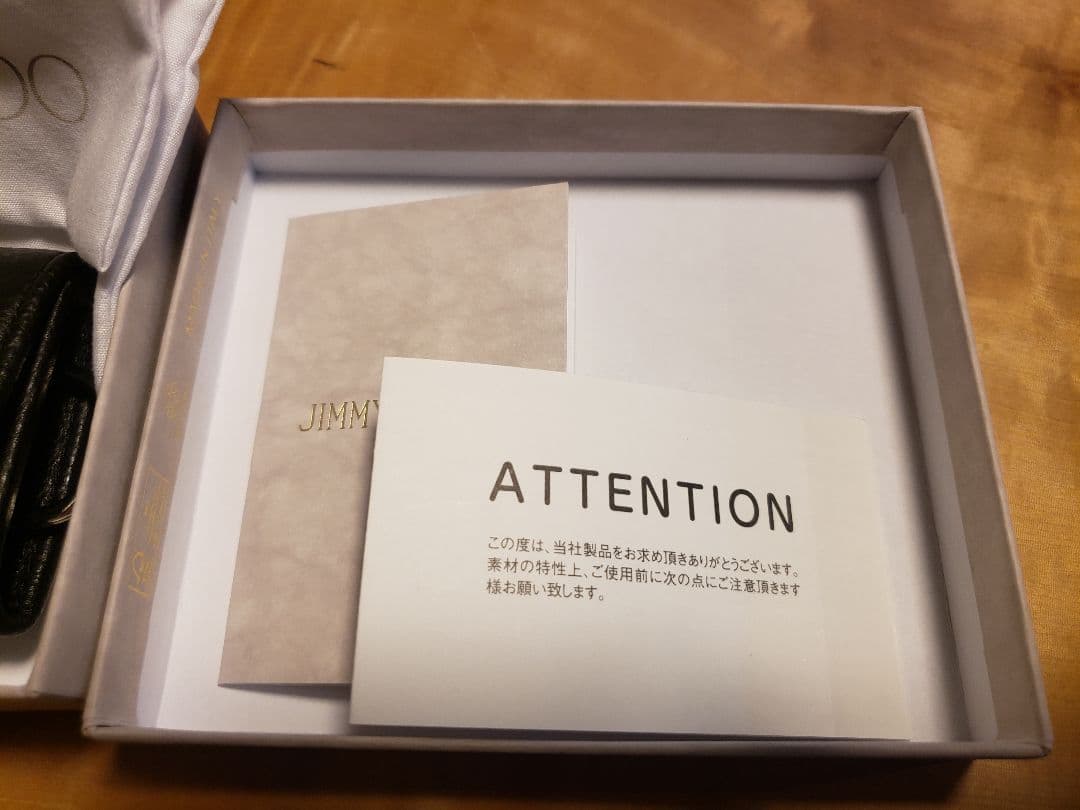 OO
JIMMY
ATTENTION
この度は、当社製品をお求め頂きありがとうございます。
素材の特性上、ご使用前に次の点にご注意頂きます
様お願い致します。